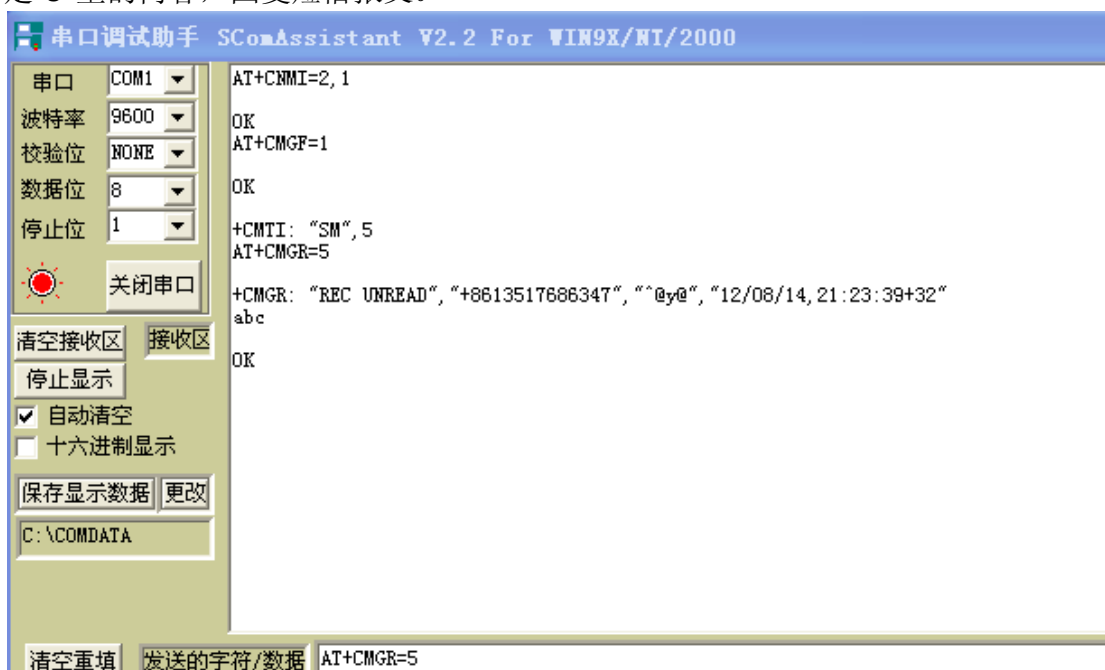 串口调试助手 SComAssistant V2.2 For WIN9X/NT/2000
串口 COM1
波特率 9600
校验位 NONE
数据位 8
停止位 1
关闭串口
清空接收区 接收区
停止显示
自动清空
十六进制显示
保存显示数据 更改
C:\COMDATA
AT+CNMI=2,1
OK
AT+CMGF=1
OK
+CMTI: "SM",5
AT+CMGR=5
+CMGR: "REC UNREAD","+8613517686347","^@y@","12/08/14,21:23:39+32"
abc
OK
清空重填 发送的字符/数据 AT+CMGR=5